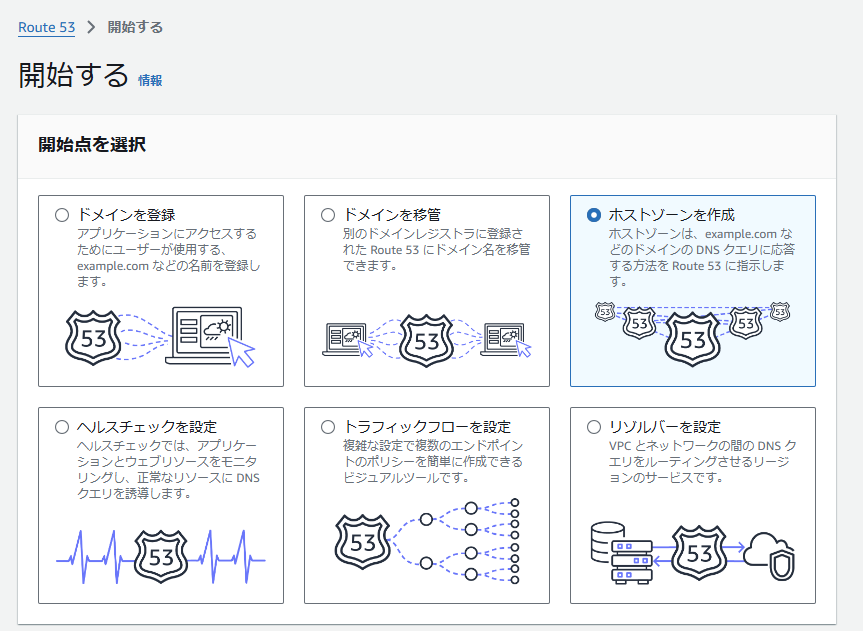 Route 53 > 開始する
開始する 情報
開始点を選択
ドメインを登録
アプリケーションにアクセスする
ためにユーザーが使用する、
example.com などの名前を登録し
ます。
53
ドメインを移管
別のドメインレジストラに登録さ
れた Route 53 にドメイン名を移管
できます。
53
ホストゾーンを作成
ホストゾーンは、example.com な
どのドメインの DNS クエリに応答
する方法を Route 53 に指示しま
す。
53 53 53 53 53
ヘルスチェックを設定
ヘルスチェックでは、アプリケー
ションとウェブリソースをモニタ
リングし、正常なリソースに DNS
クエリを誘導します。
53
トラフィックフローを設定
複雑な設定で複数のエンドポイン
トのポリシーを簡単に作成できる
ビジュアルツールです。
53
リゾルバーを設定
VPC とネットワークの間の DNS ク
エリをルーティングさせるリージ
ョンのサービスです。
53